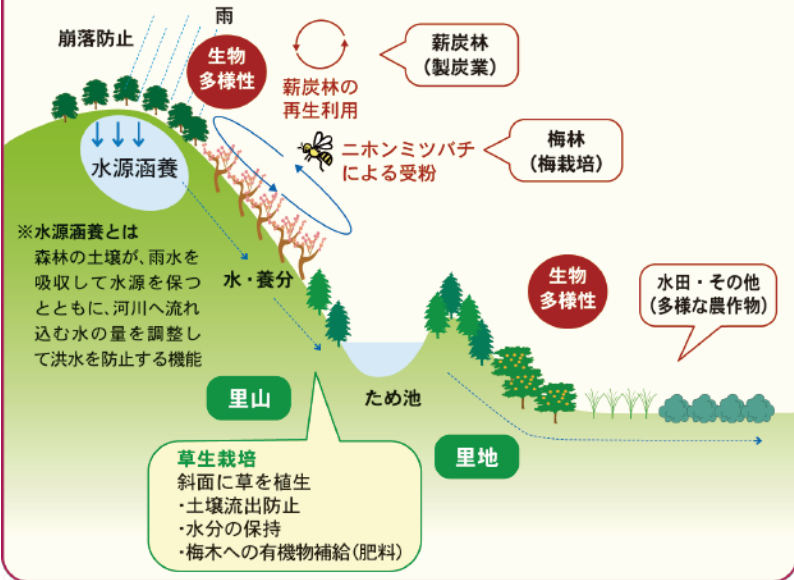 雨
崩落防止
生物
多様性
薪炭林の
再生利用
薪炭林
（製炭業）
水源涵養
ニホンミツバチ
による受粉
梅林
（梅栽培）
※水源涵養とは
森林の土壌が、雨水を
吸収して水源を保つ
とともに、河川へ流れ
込む水の量を調整し
て洪水を防止する機能
水・養分
生物
多様性
水田・その他
（多様な農作物）
里山
ため池
里地
草生栽培
斜面に草を植生
・土壌流出防止
・水分の保持
・梅木への有機物補給（肥料）